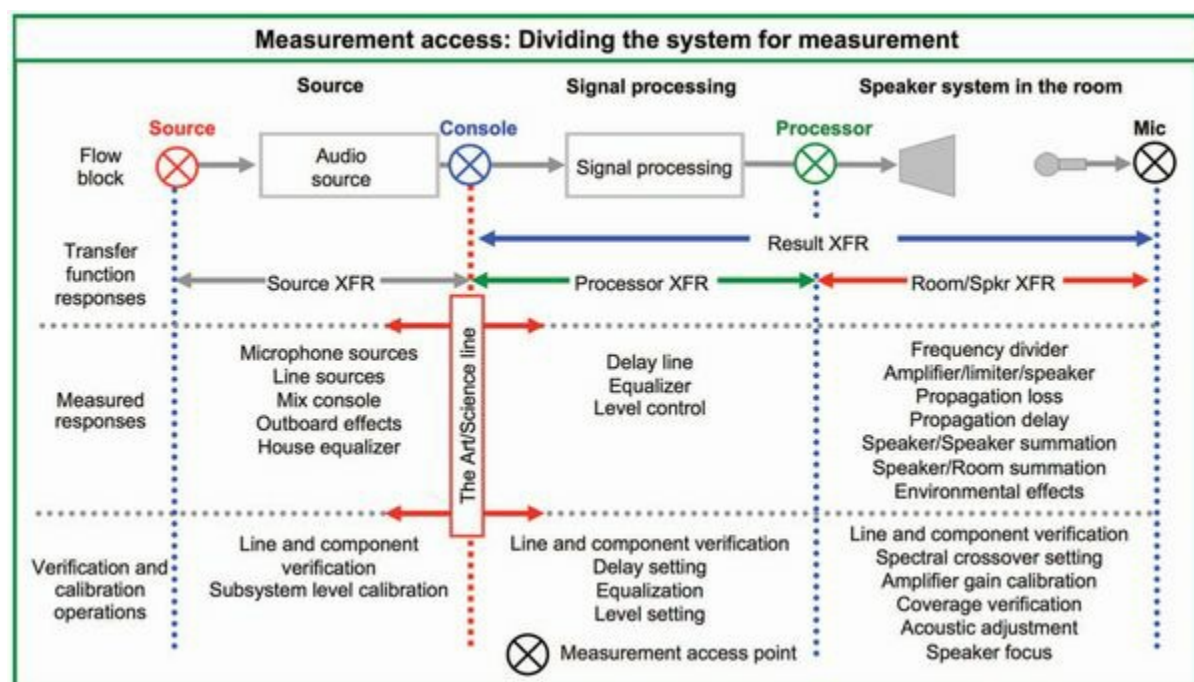 Measurement access: Dividing the system for measurement
Source
Signal processing
Speaker system in the room
Source
Console
Processor
Mic
Flow
block
Audio
source
Signal processing
Transfer
function
responses
Result XFR
Source XFR
Processor XFR
Room/Spkr XFR
The Art/Science line
Measured
responses
Microphone sources
Line sources
Mix console
Outboard effects
House equalizer
Delay line
Equalizer
Level control
Frequency divider
Amplifier/limiter/speaker
Propagation loss
Propagation delay
Speaker/Speaker summation
Speaker/Room summation
Environmental effects
Verification and
calibration
operations
Line and component
verification
Subsystem level calibration
Line and component verification
Delay setting
Equalization
Level setting
Line and component verification
Spectral crossover setting
Amplifier gain calibration
Coverage verification
Acoustic adjustment
Speaker focus
Measurement access point